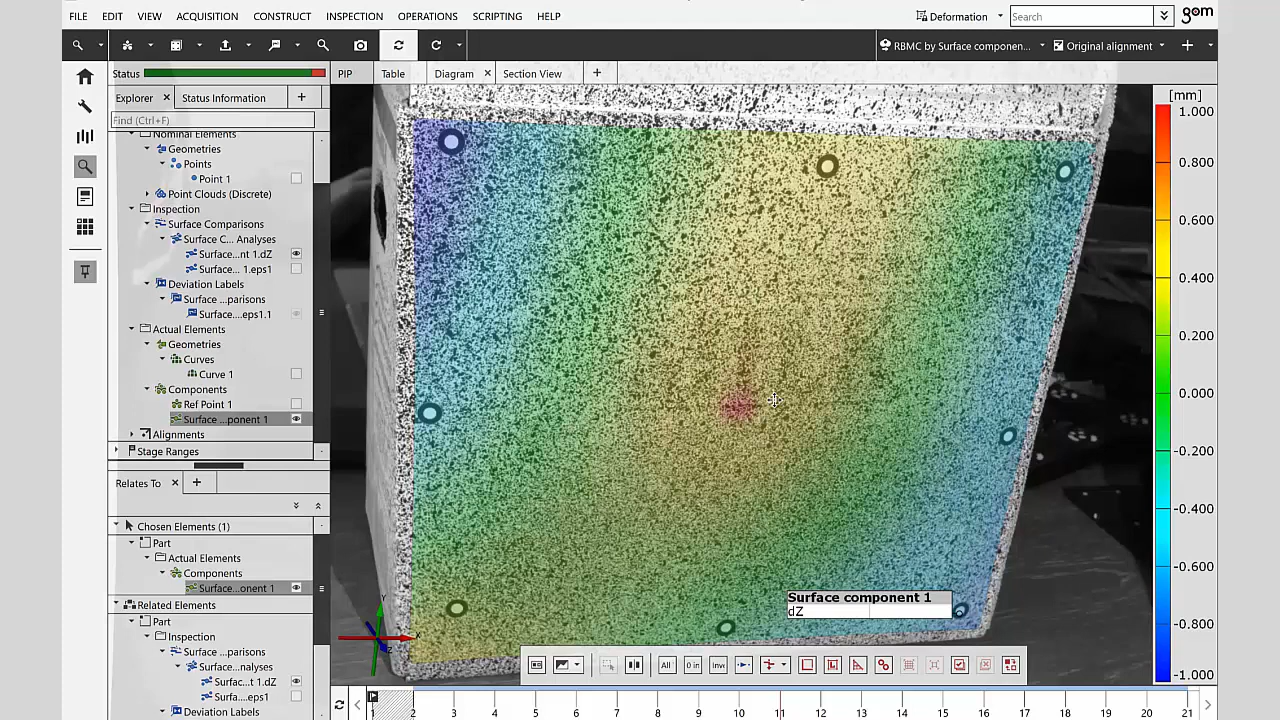 FILE EDIT VIEW ACQUISITION CONSTRUCT INSPECTION OPERATIONS SCRIPTING HELP
Deformation
Search
gom
RBMC by Surface componen...
Original alignment
Status
PIP
Table
Diagram
Section View
Explorer
Status Information
Find (Ctrl+F)
Nominal Elements
Geometries
Points
Point 1
Point Clouds (Discrete)
Inspection
Surface Comparisons
Surface C... Analyses
Surface...nt 1.dZ
Surface... 1.eps1
Deviation Labels
Surface ...parisons
Surface....eps1.1
Actual Elements
Geometries
Curves
Curve 1
Components
Ref Point 1
Surface ...ponent 1
Alignments
Stage Ranges
Relates To
Chosen Elements (1)
Part
Actual Elements
Components
Surface...onent 1
Related Elements
Part
Inspection
Surface ...parisons
Surface...nalyses
Surfac...t 1.dZ
Surfa....eps1
Deviation Labels
Y
X
Z
Surface component 1
dZ
All
0 in
Inve
[mm]
1.000
0.800
0.600
0.400
0.200
0.000
-0.200
-0.400
-0.600
-0.800
-1.000
1 2 3 4 5 6 7 8 9 10 11 12 13 14 15 16 17 18 19 20 21